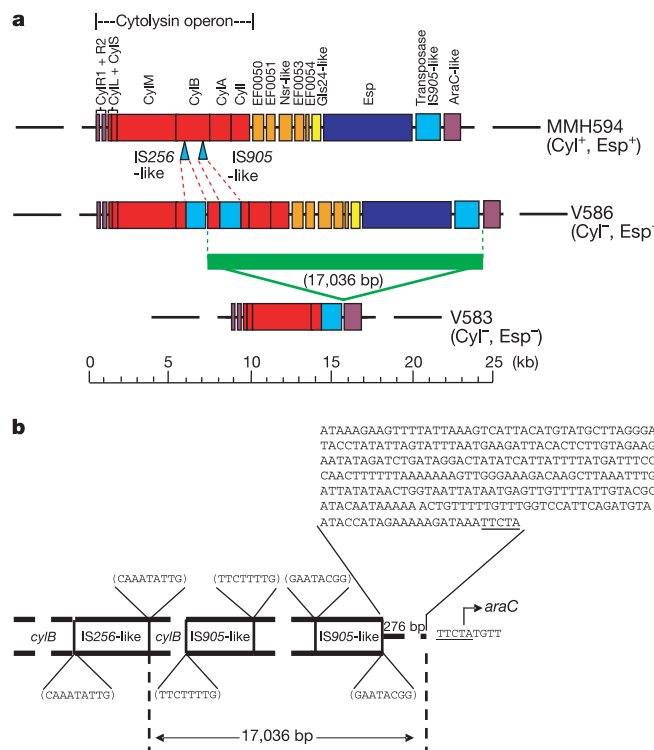 a
|---Cytolysin operon---|
CylR1 + R2
CylL + CylS
CylM
CylB
CylA
CylI
EF0050
EF0051
Nsr-like
EF0053
EF0054
Gls24-like
Esp
Transposase
IS905-like
AraC-like
MMH594
(Cyl+, Esp+)
IS256
-like
IS905
-like
V586
(Cyl−, Esp
(17,036 bp)
V583
(Cyl−, Esp−)
0 5 10 15 20 25 (kb)
b
ATAAAGAAGTTTTATTAAAGTCATTACATGTATGCTTAGGGA
TACCTATATTAGTATTTAATGAAGATTACACTCTTGTAGAAG
AATATAGATCTGATAGGACTATATCATTATTTTATGATTTCC
CAACTTTTTTAAAAAAAGTTGGGAAAGACAAGCTTAAATTTG
ATTATATAACTGGTAATTATAATGAGTTGTTTTATTGTACGC
ATACAATAAAAA ACTGTTTTTGTTTGGTCCATTCAGATGTA
ATACCATAGAAAAAGATAAATTCTA
(CAAATATTG) (TTCTTTTG) (GAATACGG)
276 bp
araC
cylB IS256-like cylB IS905-like IS905-like
TTCTATGTT
(CAAATATTG) (TTCTTTTG) (GAATACGG)
17,036 bp